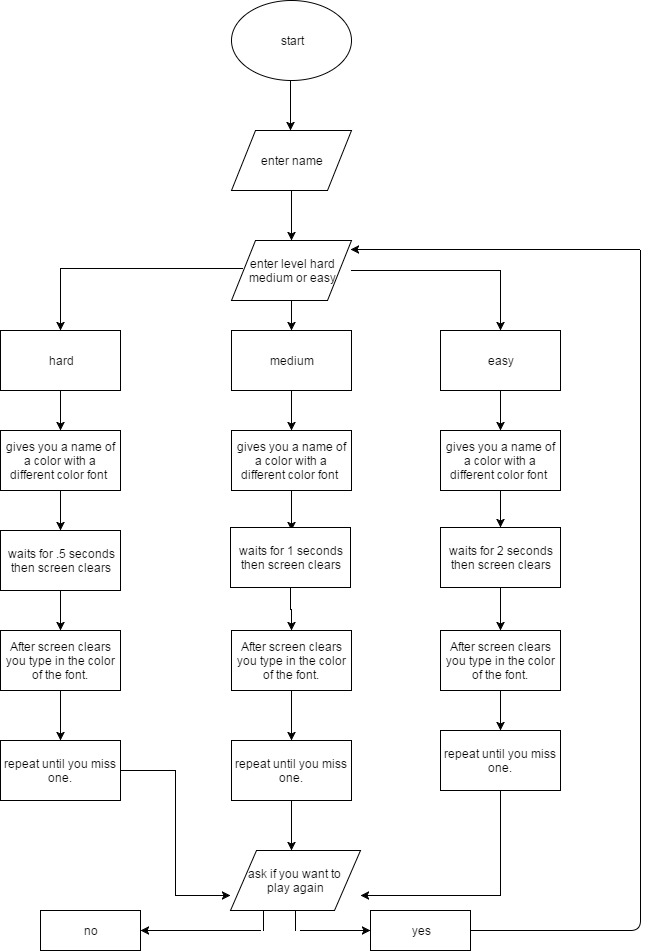 start
enter name
enter level hard
medium or easy
hard
medium
easy
gives you a name of
a color with a
different color font
gives you a name of
a color with a
different color font
gives you a name of
a color with a
different color font
waits for .5 seconds
then screen clears
waits for 1 seconds
then screen clears
waits for 2 seconds
then screen clears
After screen clears
you type in the color
of the font.
After screen clears
you type in the color
of the font.
After screen clears
you type in the color
of the font.
repeat until you miss
one.
repeat until you miss
one.
repeat until you miss
one.
ask if you want to
play again
no
yes